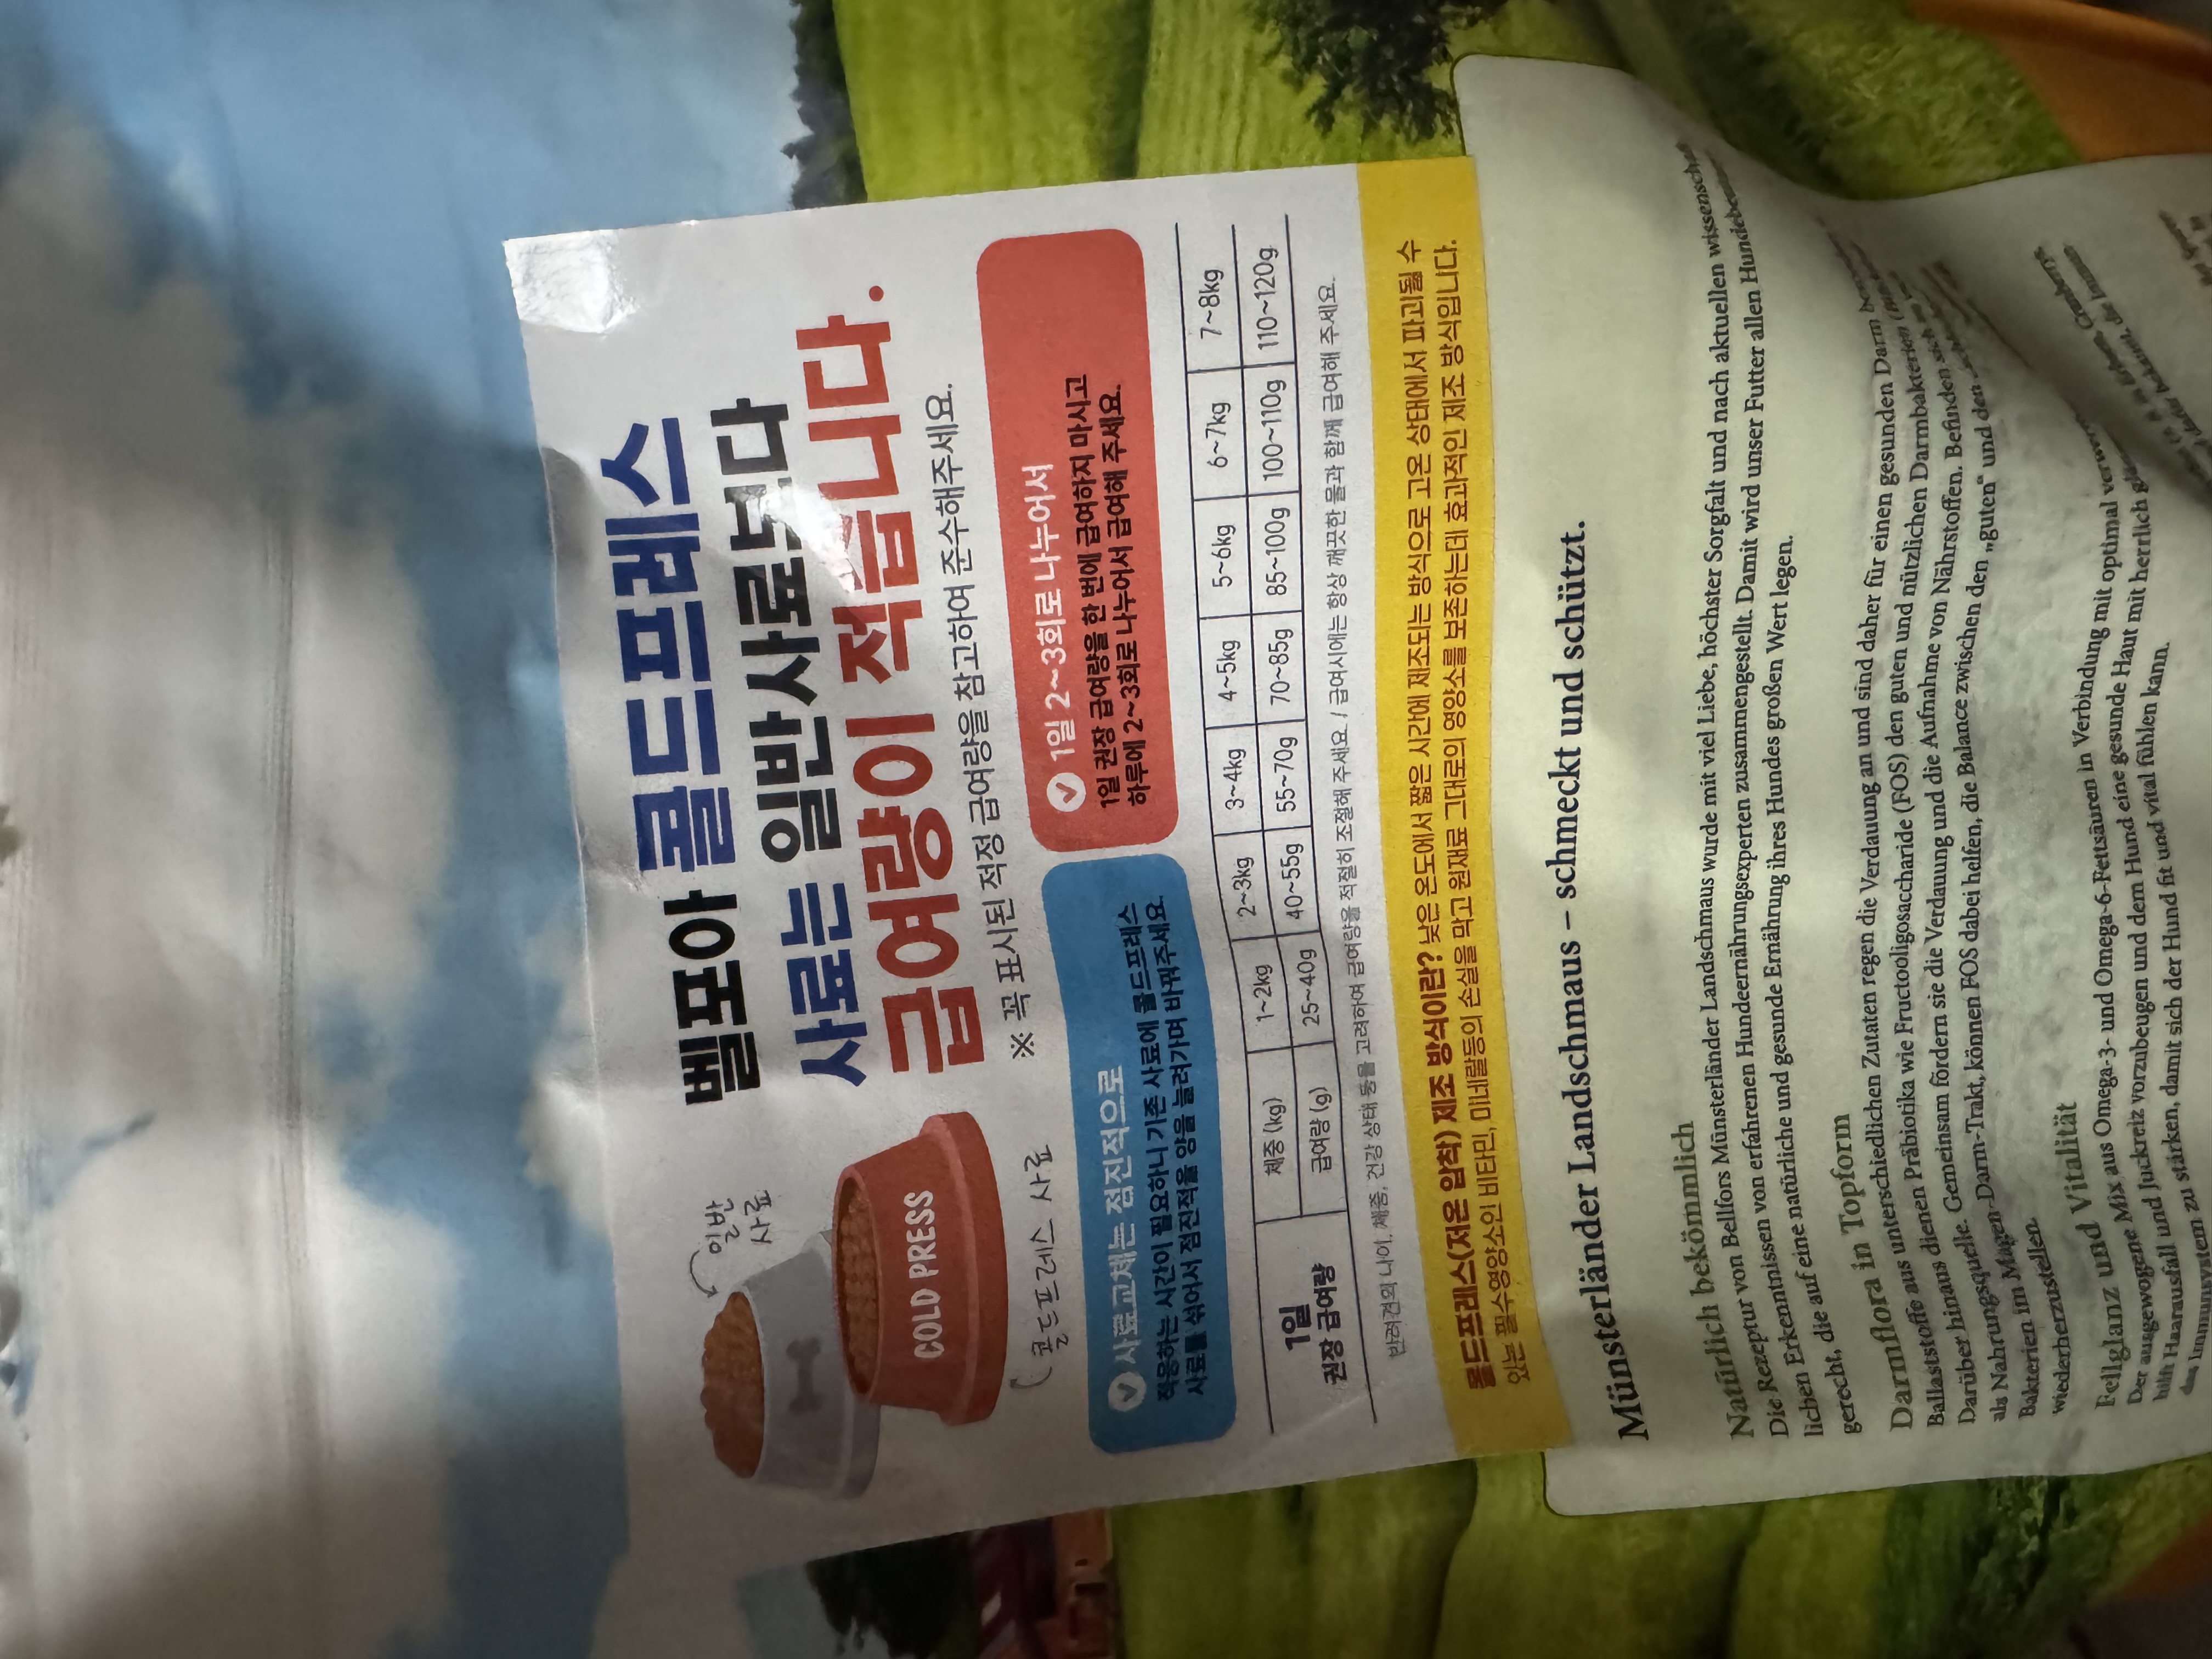 벨포아 콜드프레스
사료는 일반사료보다
급여량이 적습니다.
※ 꼭 표시된 적정 급여량을 참고하여 준수해주세요.
일반
사료
COLD PRESS
콜드프레스 사료
사료교체는 점진적으로
적응하는 시간이 필요하니 기존 사료에 콜드프레스
사료를 섞어서 점진적을 양을 늘려가며 바꿔주세요.
1일 2~3회로 나누어서
1일 권장 급여량을 한 번에 급여하지 마시고
하루에 2~3회로 나누어서 급여해 주세요.
1일
권장 급여량
체중 (kg) 1~2kg 2~3kg 3~4kg 4~5kg 5~6kg 6~7kg 7~8kg
급여량 (g) 25~40g 40~55g 55~70g 70~85g 85~100g 100~110g 110~120g
반려견의 나이, 체중, 건강 상태 등을 고려하여 급여량을 적절히 조절해 주세요. / 급여시에는 항상 깨끗한 물과 함께 급여해 주세요.
콜드프레스(저온 압착) 제조 방식이란? 낮은 온도에서 짧은 시간에 제조되는 방식으로 고온 상태에서 파괴될 수
있는 필수영양소인 비타민, 미네랄등의 손실을 막고 원재료 그대로의 영양소를 보존하는데 효과적인 제조 방식입니다.
Münsterländer Landschmaus – schmeckt und schützt.
Natürlich bekömmlich
Die Rezeptur von Bellfors Münsterländer Landschmaus wurde mit viel Liebe, höchster Sorgfalt und nach aktuellen
lichen Erkenntnissen von erfahrenen Hundeernährungsexperten zusammengestellt. Damit wird unser Futter allen
gerecht, die auf eine natürliche und gesunde Ernährung ihres Hundes großen Wert legen.
Darmflora in Topform
Ballaststoffe aus unterschiedlichen Zutaten regen die Verdauung an und sind daher für einen gesunden Darm
Darüber hinaus dienen Präbiotika wie Fructooligosaccharide (FOS) den guten und nützlichen Darmbakterien
als Nahrungsquelle. Gemeinsam fördern sie die Verdauung und die Aufnahme von Nährstoffen. Befinden sich
Bakterien im Magen-Darm-Trakt, können FOS dabei helfen, die Balance zwischen den „guten“ und den
wiederherzustellen.
Fellglanz und Vitalität
Der ausgewogene Mix aus Omega-3- und Omega-6-Fettsäuren in Verbindung mit optimal
hilft Haarausfall und Juckreiz vorzubeugen und dem Hund eine gesunde Haut mit herrlich
das Immunsystem zu stärken, damit sich der Hund fit und vital fühlen kann.